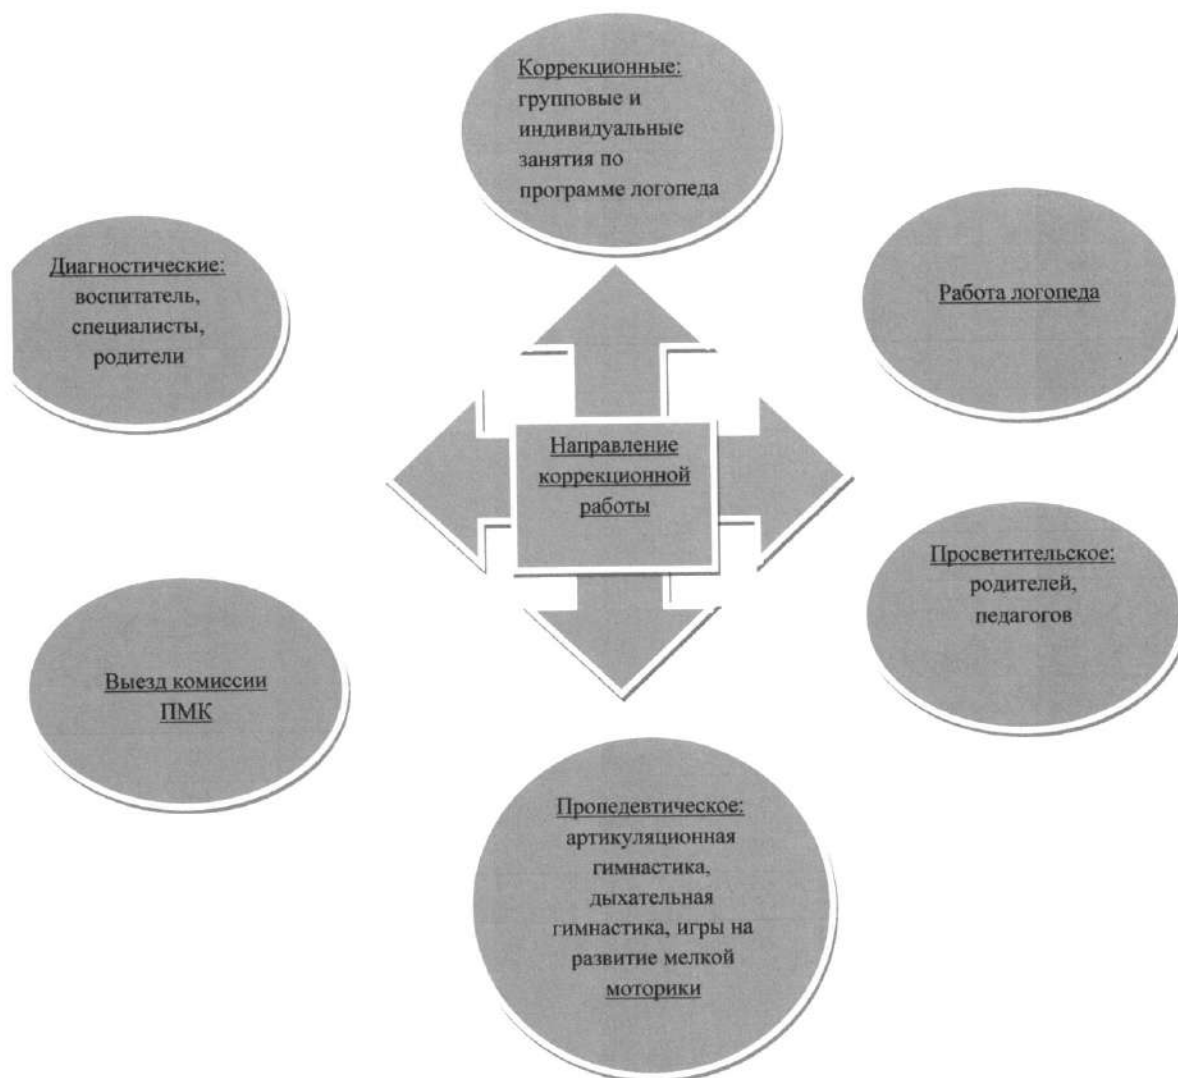 Коррекционные:
групповые и
индивидуальные
занятия по
программе логопеда
Диагностические:
воспитатель,
специалисты,
родители
Работа логопеда
Направление
коррекционной
работы
Просветительское:
родителей,
педагогов
Выезд комиссии
ПМК
Пропедевтическое:
артикуляционная
гимнастика,
дыхательная
гимнастика, игры на
развитие мелкой
моторики